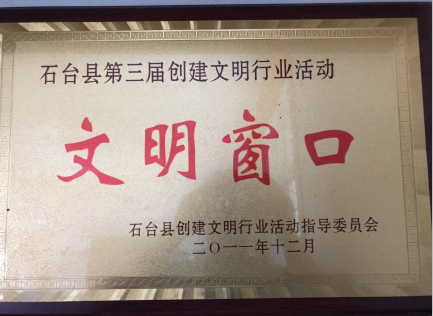 石台县第三届创建文明行业活动
文明窗口
石台县创建文明行业活动指导委员会
二〇一一年十二月